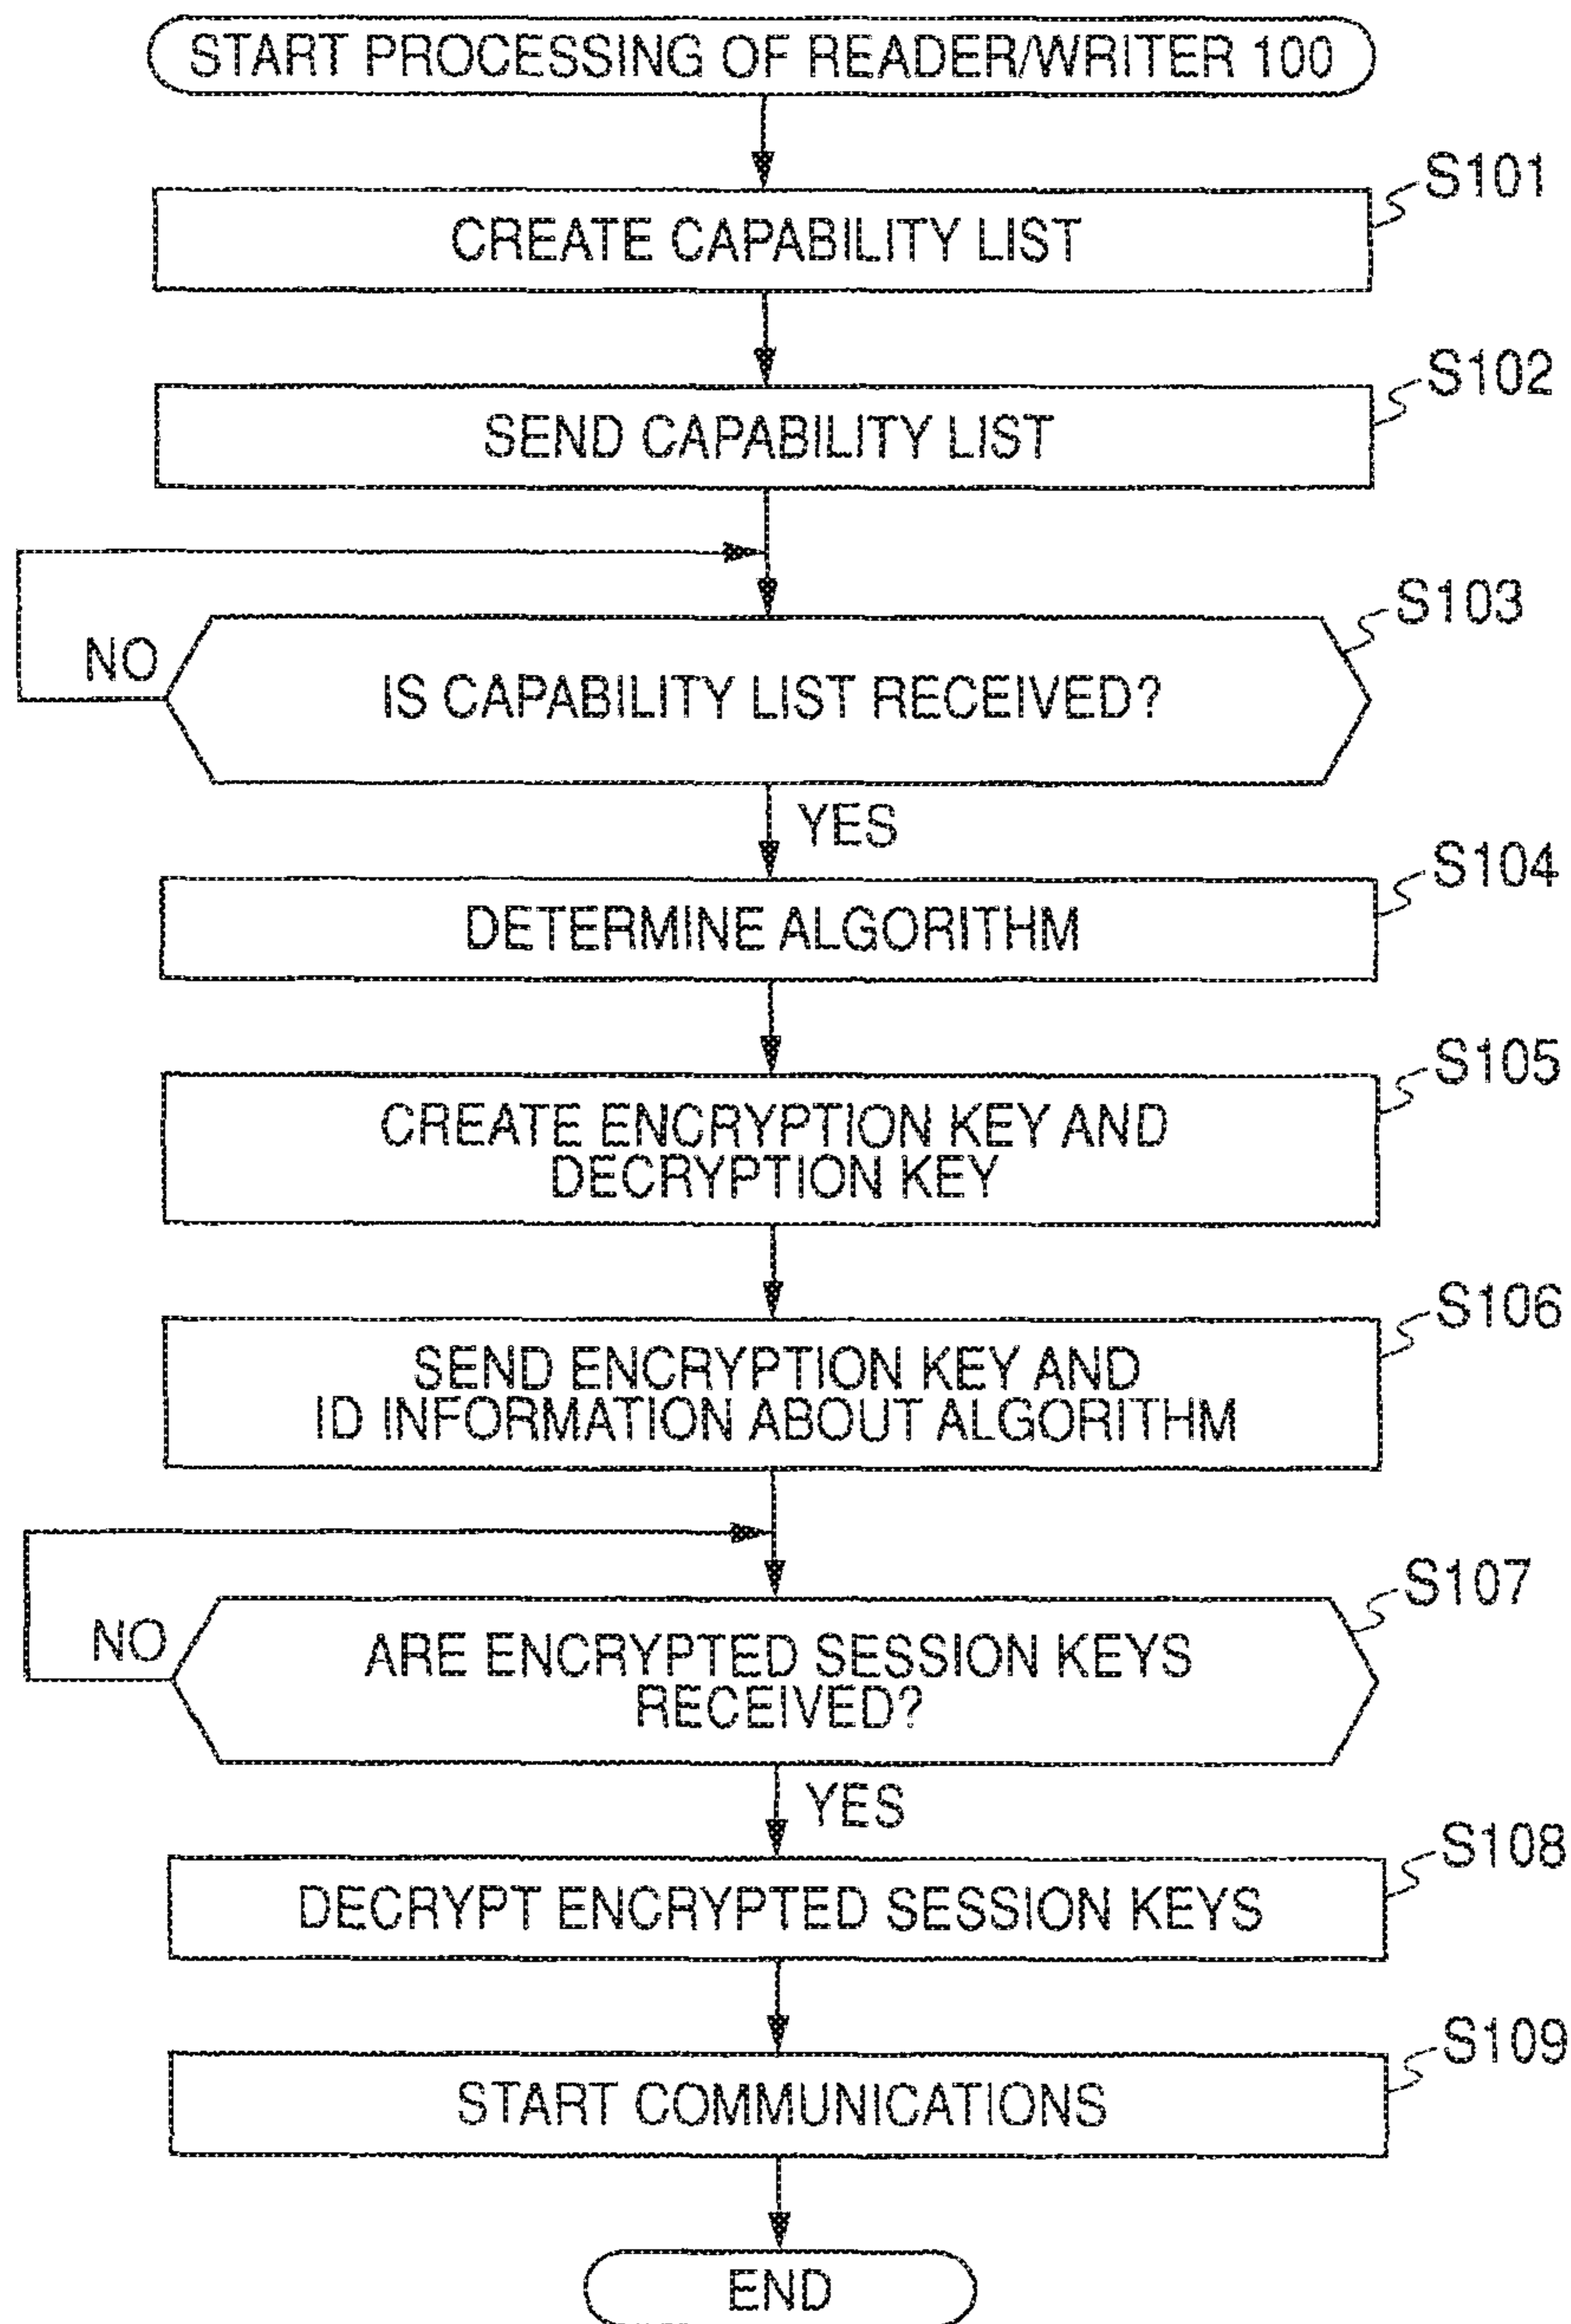 START PROCESSING OF READER/WRITER 100
S101
CREATE CAPABILITY LIST
S102
SEND CAPABILITY LIST
S103
NO
IS CAPABILITY LIST RECEIVED?
YES
S104
DETERMINE ALGORITHM
S105
CREATE ENCRYPTION KEY AND
DECRYPTION KEY
S106
SEND ENCRYPTION KEY AND
ID INFORMATION ABOUT ALGORITHM
S107
NO
ARE ENCRYPTED SESSION KEYS
RECEIVED?
YES
S108
DECRYPT ENCRYPTED SESSION KEYS
S109
START COMMUNICATIONS
END